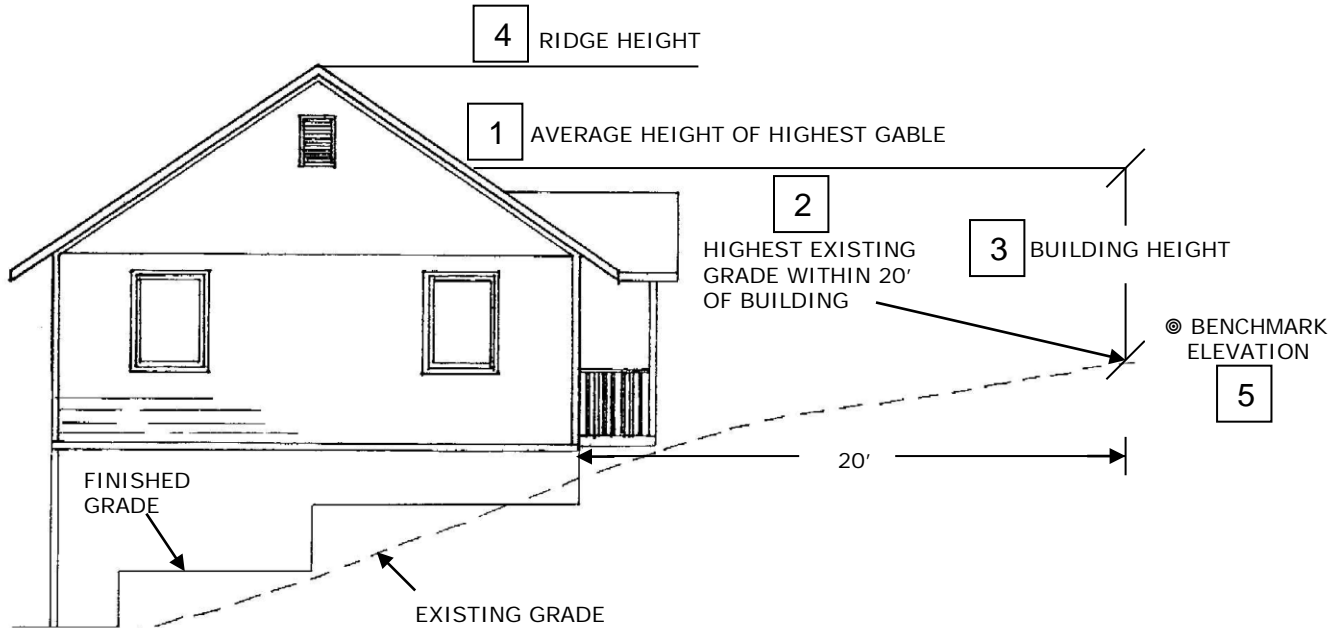 4 RIDGE HEIGHT
1 AVERAGE HEIGHT OF HIGHEST GABLE
2
HIGHEST EXISTING
GRADE WITHIN 20'
OF BUILDING
3 BUILDING HEIGHT
◎ BENCHMARK
ELEVATION
5
20'
FINISHED
GRADE
EXISTING GRADE